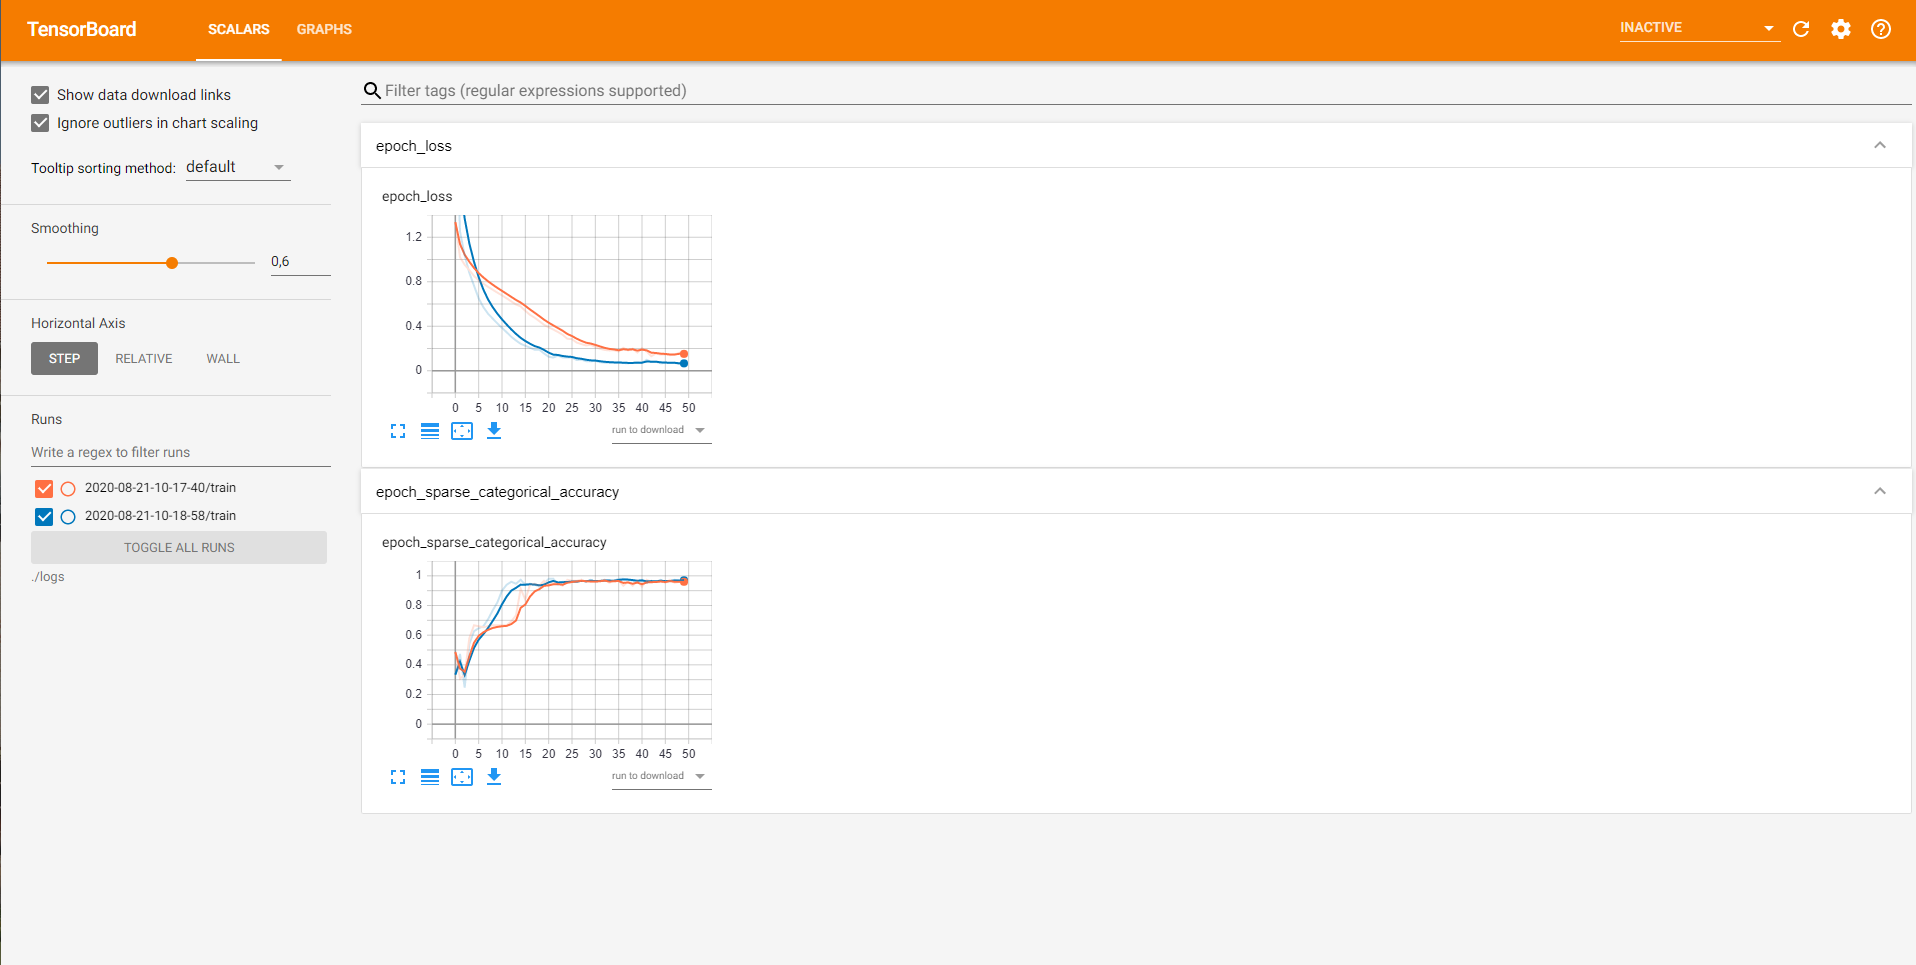 TensorBoard SCALARS GRAPHS INACTIVE
Show data download links
Ignore outliers in chart scaling
Tooltip sorting method: default
Smoothing
0,6
Horizontal Axis
STEP RELATIVE WALL
Runs
Write a regex to filter runs
2020-08-21-10-17-40/train
2020-08-21-10-18-58/train
TOGGLE ALL RUNS
./logs
Filter tags (regular expressions supported)
epoch_loss
epoch_loss
1.2
0.8
0.4
0
0 5 10 15 20 25 30 35 40 45 50
run to download
epoch_sparse_categorical_accuracy
epoch_sparse_categorical_accuracy
1
0.8
0.6
0.4
0.2
0
0 5 10 15 20 25 30 35 40 45 50
run to download